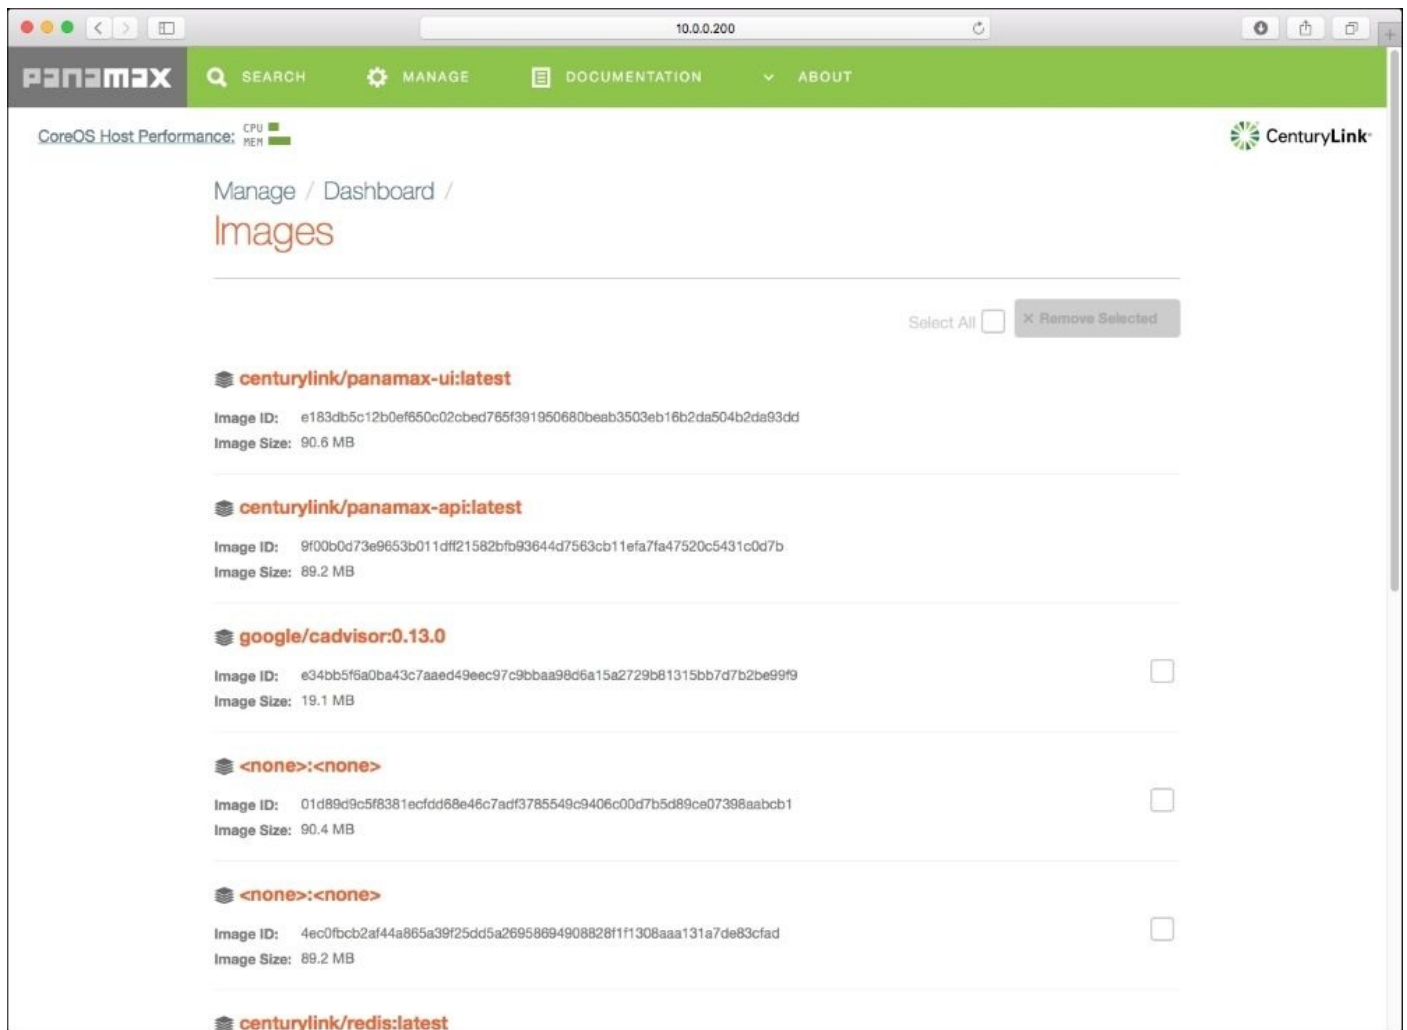 10.0.0.200
panamax SEARCH MANAGE DOCUMENTATION ABOUT
CoreOS Host Performance: CPU
MEM
CenturyLink
Manage / Dashboard /
Images
Select All × Remove Selected
centurylink/panamax-ui:latest
Image ID: e183db5c12b0ef650c02cbed765f391950680beab3503eb16b2da504b2da93dd
Image Size: 90.6 MB
centurylink/panamax-api:latest
Image ID: 9f00b0d73e9653b011dff21582bfb93644d7563cb11efa7fa47520c5431c0d7b
Image Size: 89.2 MB
google/cadvisor:0.13.0
Image ID: e34bb5f6a0ba43c7aaed49eec97c9bbaa98d6a15a2729b81315bb7d7b2be99f9
Image Size: 19.1 MB
<none>:<none>
Image ID: 01d89d9c5f8381ecfdd68e46c7adf3785549c9406c00d7b5d89ce07398aabcb1
Image Size: 90.4 MB
<none>:<none>
Image ID: 4ec0fbcb2af44a865a39f25dd5a26958694908828f1f1308aaa131a7de83cfad
Image Size: 89.2 MB
centurylink/redis:latest